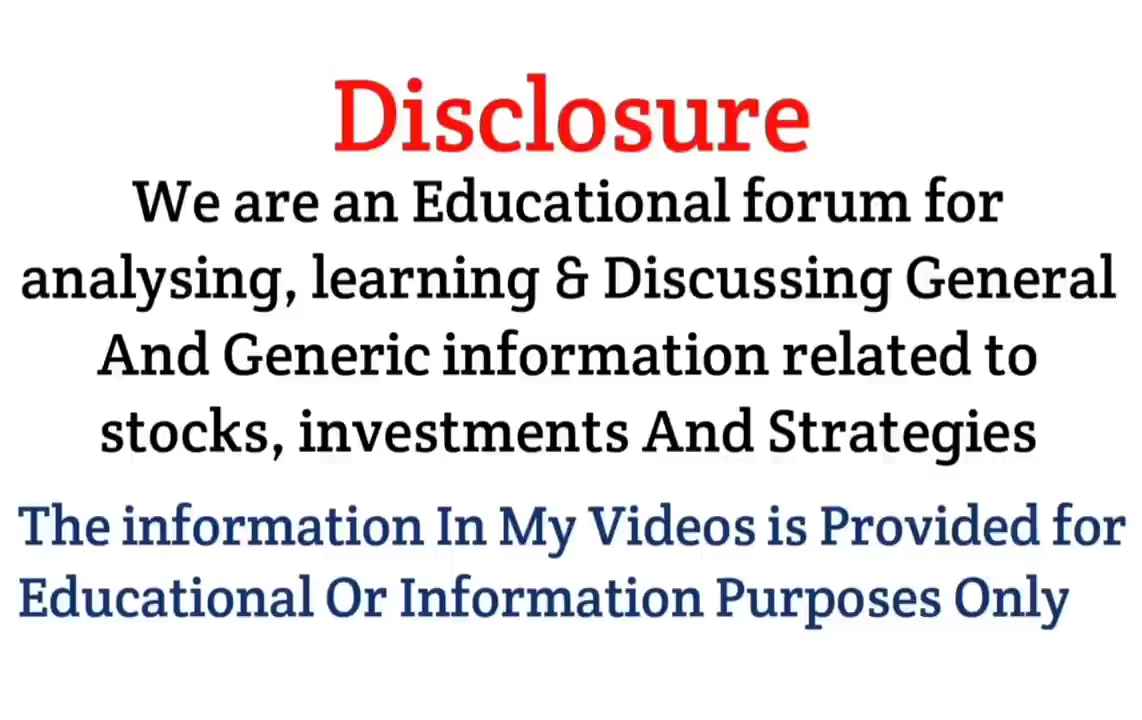 Disclosure
We are an Educational forum for
analysing, learning & Discussing General
And Generic information related to
stocks, investments And Strategies
The information In My Videos is Provided for
Educational Or Information Purposes Only